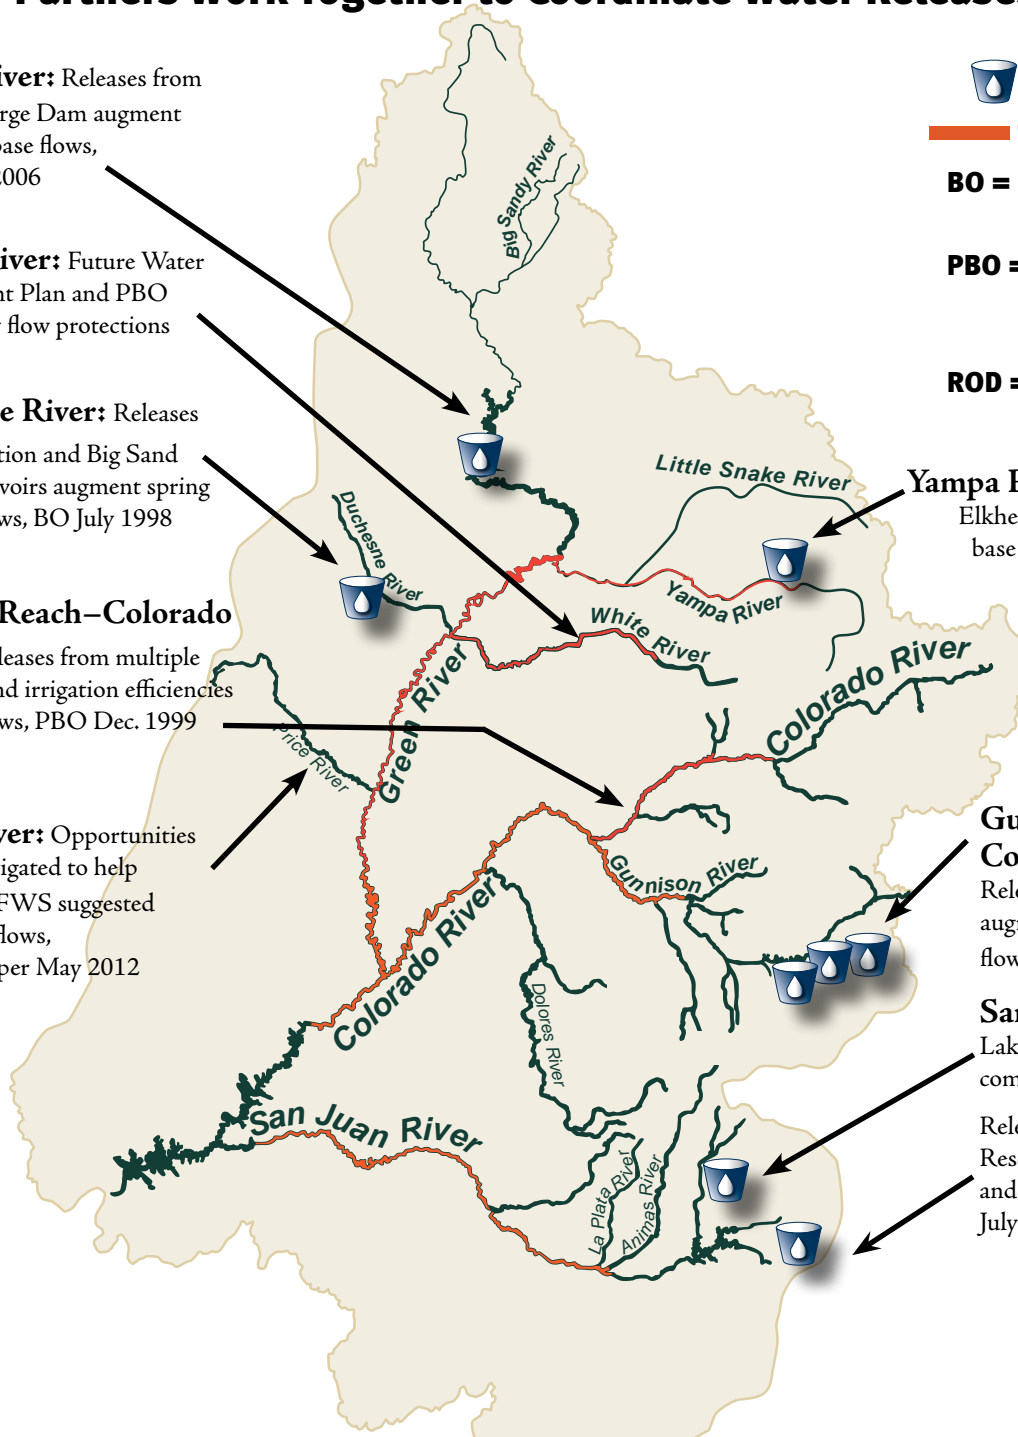 Partners Work Together to Coordinate Water Releases
iver: Releases from
rge Dam augment
base flows,
2006
iver: Future Water
nt Plan and PBO
flow protections
e River: Releases
tion and Big Sand
voirs augment spring
ws, BO July 1998
Reach–Colorado
leases from multiple
nd irrigation efficiencies
ws, PBO Dec. 1999
ver: Opportunities
igated to help
FWS suggested
flows,
per May 2012
BO =
PBO =
ROD =
Yampa
Elkhe
base
Gu
Co
Rele
aug
flow
Sa
Lak
com
Rele
Rese
and
July
Big Sandy River
Little Snake River
Duchesne River
Yampa River
White River
Green River
Colorado River
Price River
Gunnison River
Colorado River
Dolores River
San Juan River
La Plata River
Animas River